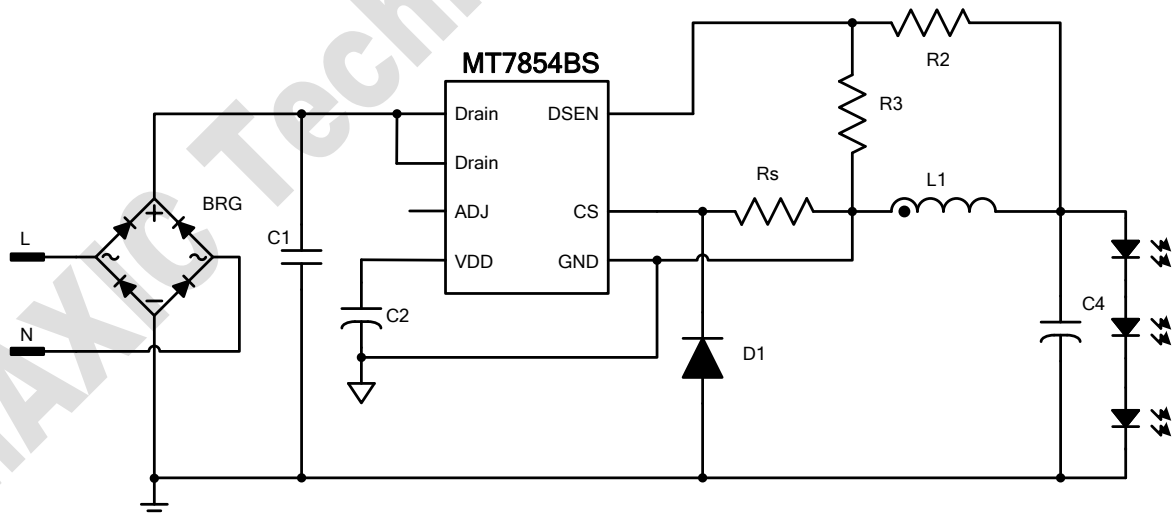 MT7854BS
Drain
DSEN
Drain
ADJ
CS
VDD
GND
R2
R3
Rs
L1
BRG
L
N
C1
C2
D1
C4
+
~ ~
−